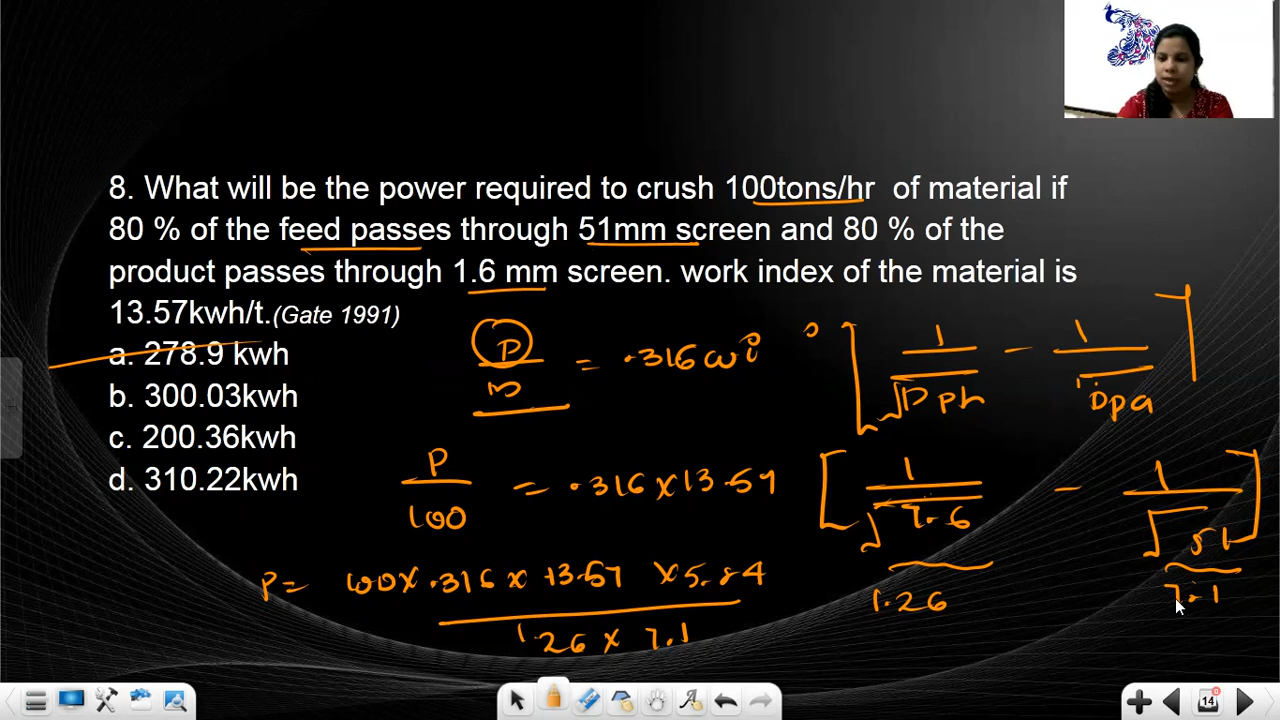 8. What will be the power required to crush 100tons/hr of material if
80 % of the feed passes through 51mm screen and 80 % of the
product passes through 1.6 mm screen. work index of the material is
13.57kwh/t.(Gate 1991)
a. 278.9 kwh
b. 300.03kwh
c. 200.36kwh
d. 310.22kwh
P/m = .316 wi [1/√Dpb - 1/√Dpa]
P/100 = .316 x 13.57 [1/√1.6 - 1/√51]
1.26 7.1
P = 100 x .316 x 13.57 x 5.84 / 1.26 x 7.1
14